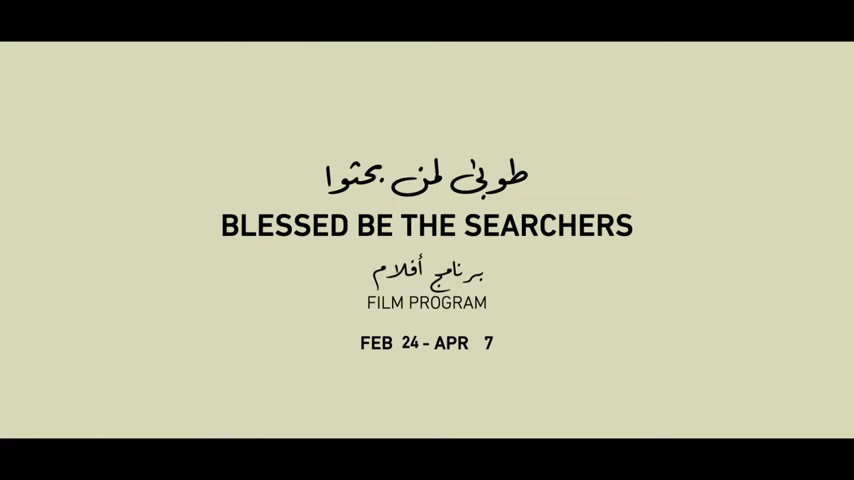 طوبىٰ لمن بحثوا
BLESSED BE THE SEARCHERS
برنامج أفلام
FILM PROGRAM
FEB 24 - APR 7